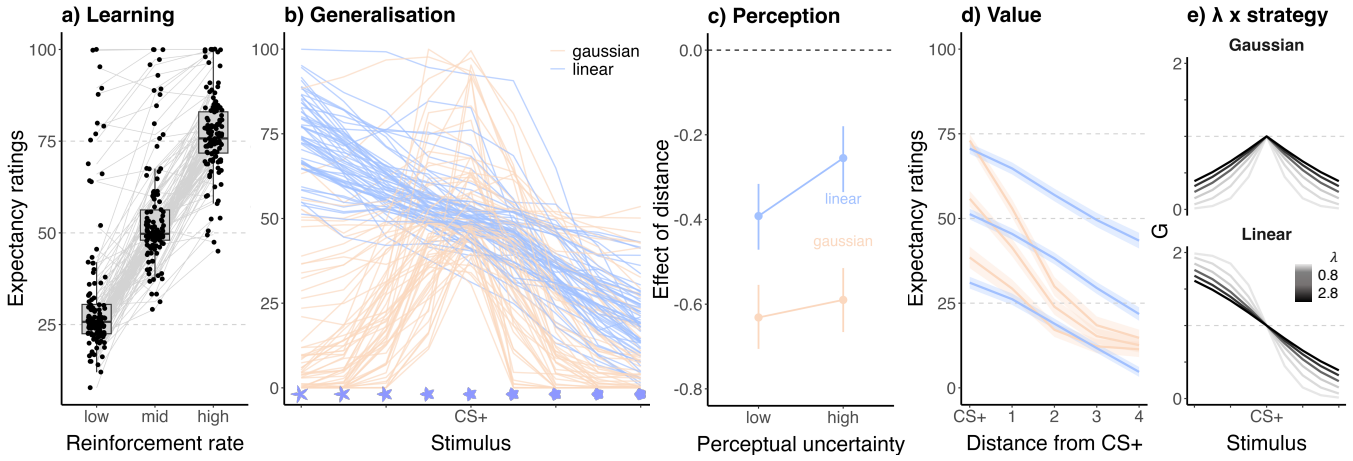 a) Learning
Expectancy ratings
100
75
50
25
low mid high
Reinforcement rate
b) Generalisation
gaussian
linear
100
75
50
25
0
CS+
Stimulus
c) Perception
Effect of distance
0.0
-0.2
-0.4
-0.6
-0.8
linear
gaussian
low high
Perceptual uncertainty
d) Value
Expectancy ratings
100
75
50
25
0
CS+ 1 2 3 4
Distance from CS+
e) λ x strategy
Gaussian
2
1
0
G
Linear
2
1
0
λ
0.8
2.8
CS+
Stimulus